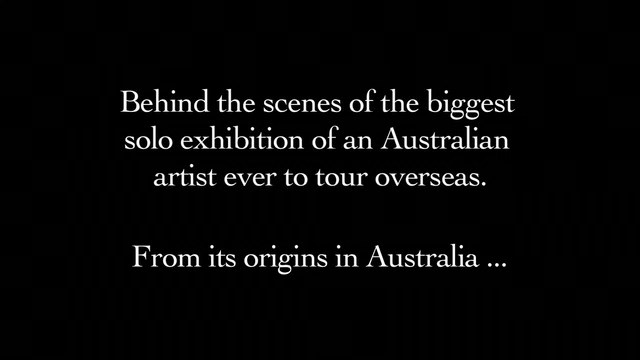 Behind the scenes of the biggest
solo exhibition of an Australian
artist ever to tour overseas.
From its origins in Australia ...